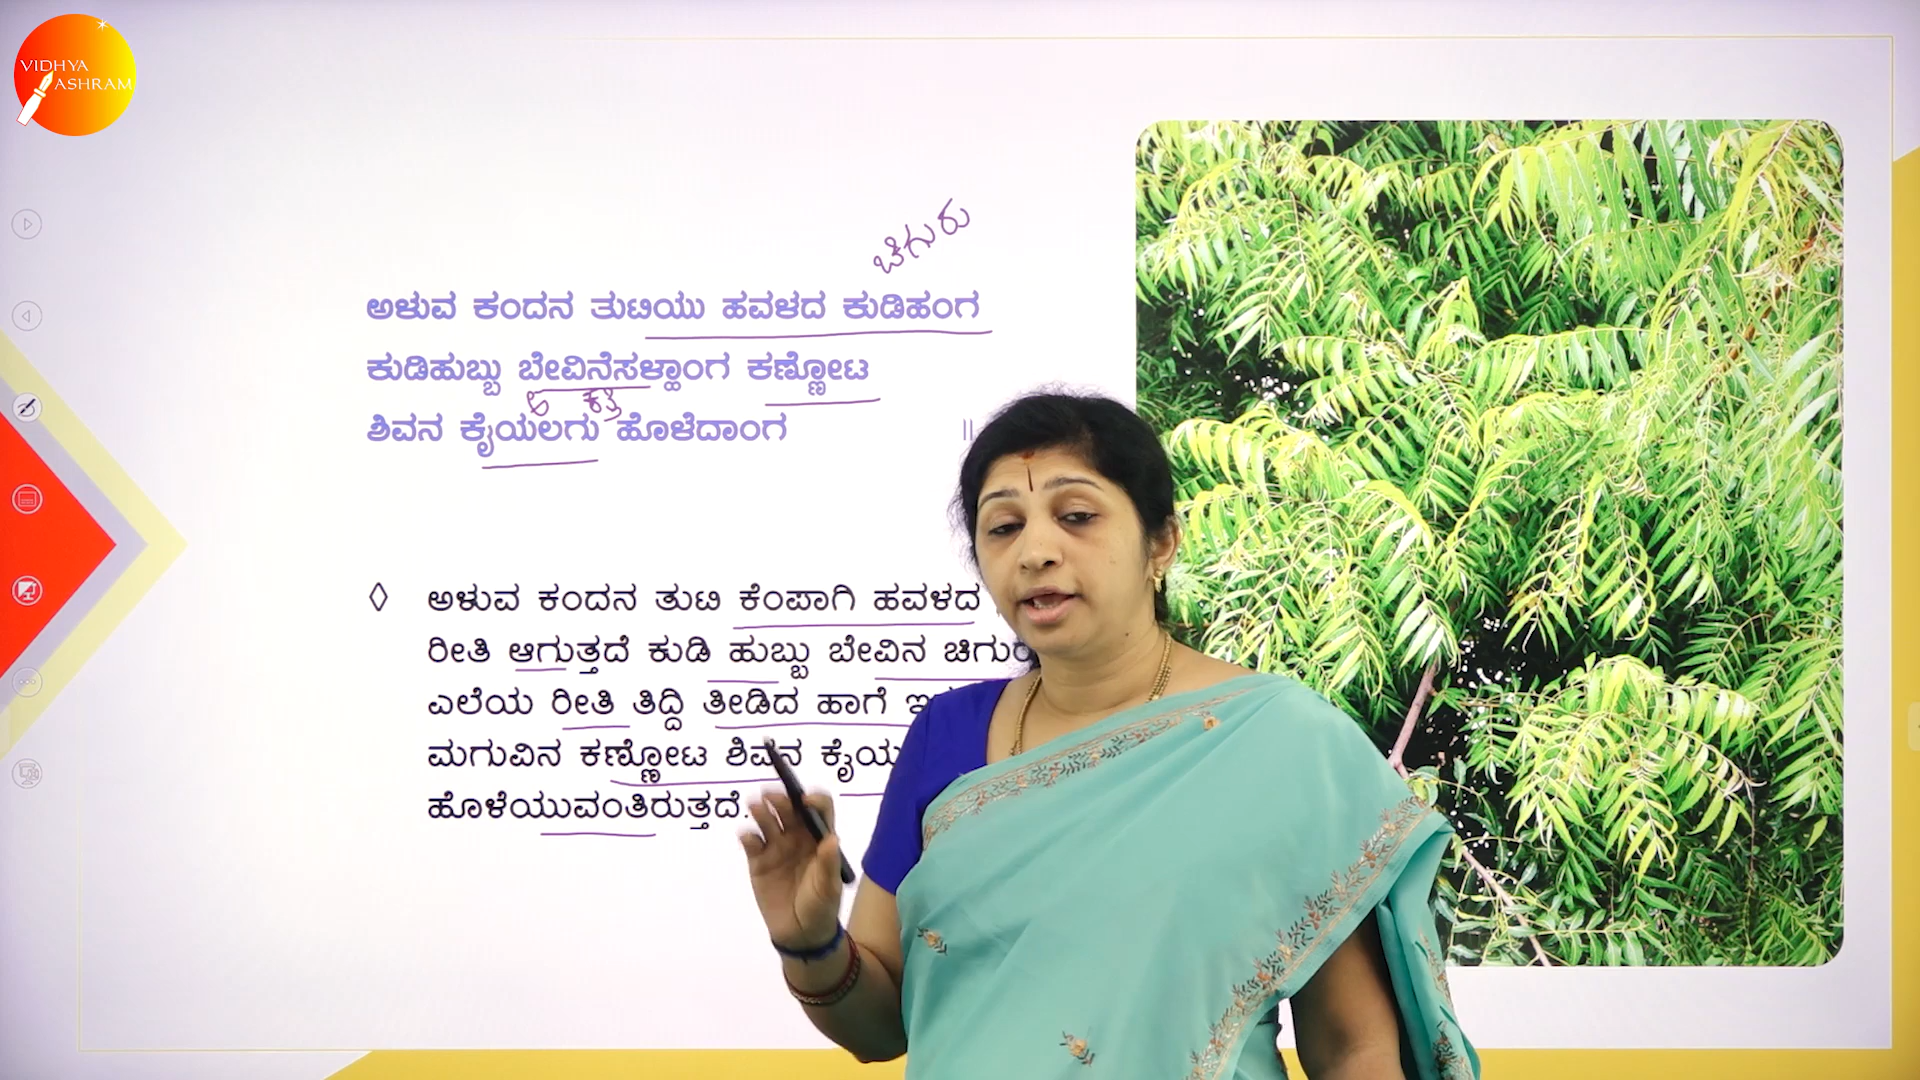 VIDHYA
ASHRAM
ಚಿಗುರು
ಅಳುವ ಕಂದನ ತುಟಿಯು ಹವಳದ ಕುಡಿಹಂಗ
ಕುಡಿಹುಬ್ಬು ಬೇವಿನೆಸಳ್ಹಾಂಗ ಕಣ್ಣೋಟ
ಶಿವನ ಕೈಯಲಗು ಹೊಳೆದಾಂಗ ||
◊ ಅಳುವ ಕಂದನ ತುಟಿ ಕೆಂಪಾಗಿ ಹವಳದ
ರೀತಿ ಆಗುತ್ತದೆ ಕುಡಿ ಹುಬ್ಬು ಬೇವಿನ
ಎಲೆಯ ರೀತಿ ತಿದ್ದಿ ತೀಡಿದ ಹಾಗೆ
ಮಗುವಿನ ಕಣ್ಣೋಟ ಶಿವನ
ಹೊಳೆಯುವಂತಿರುತ್ತದೆ.